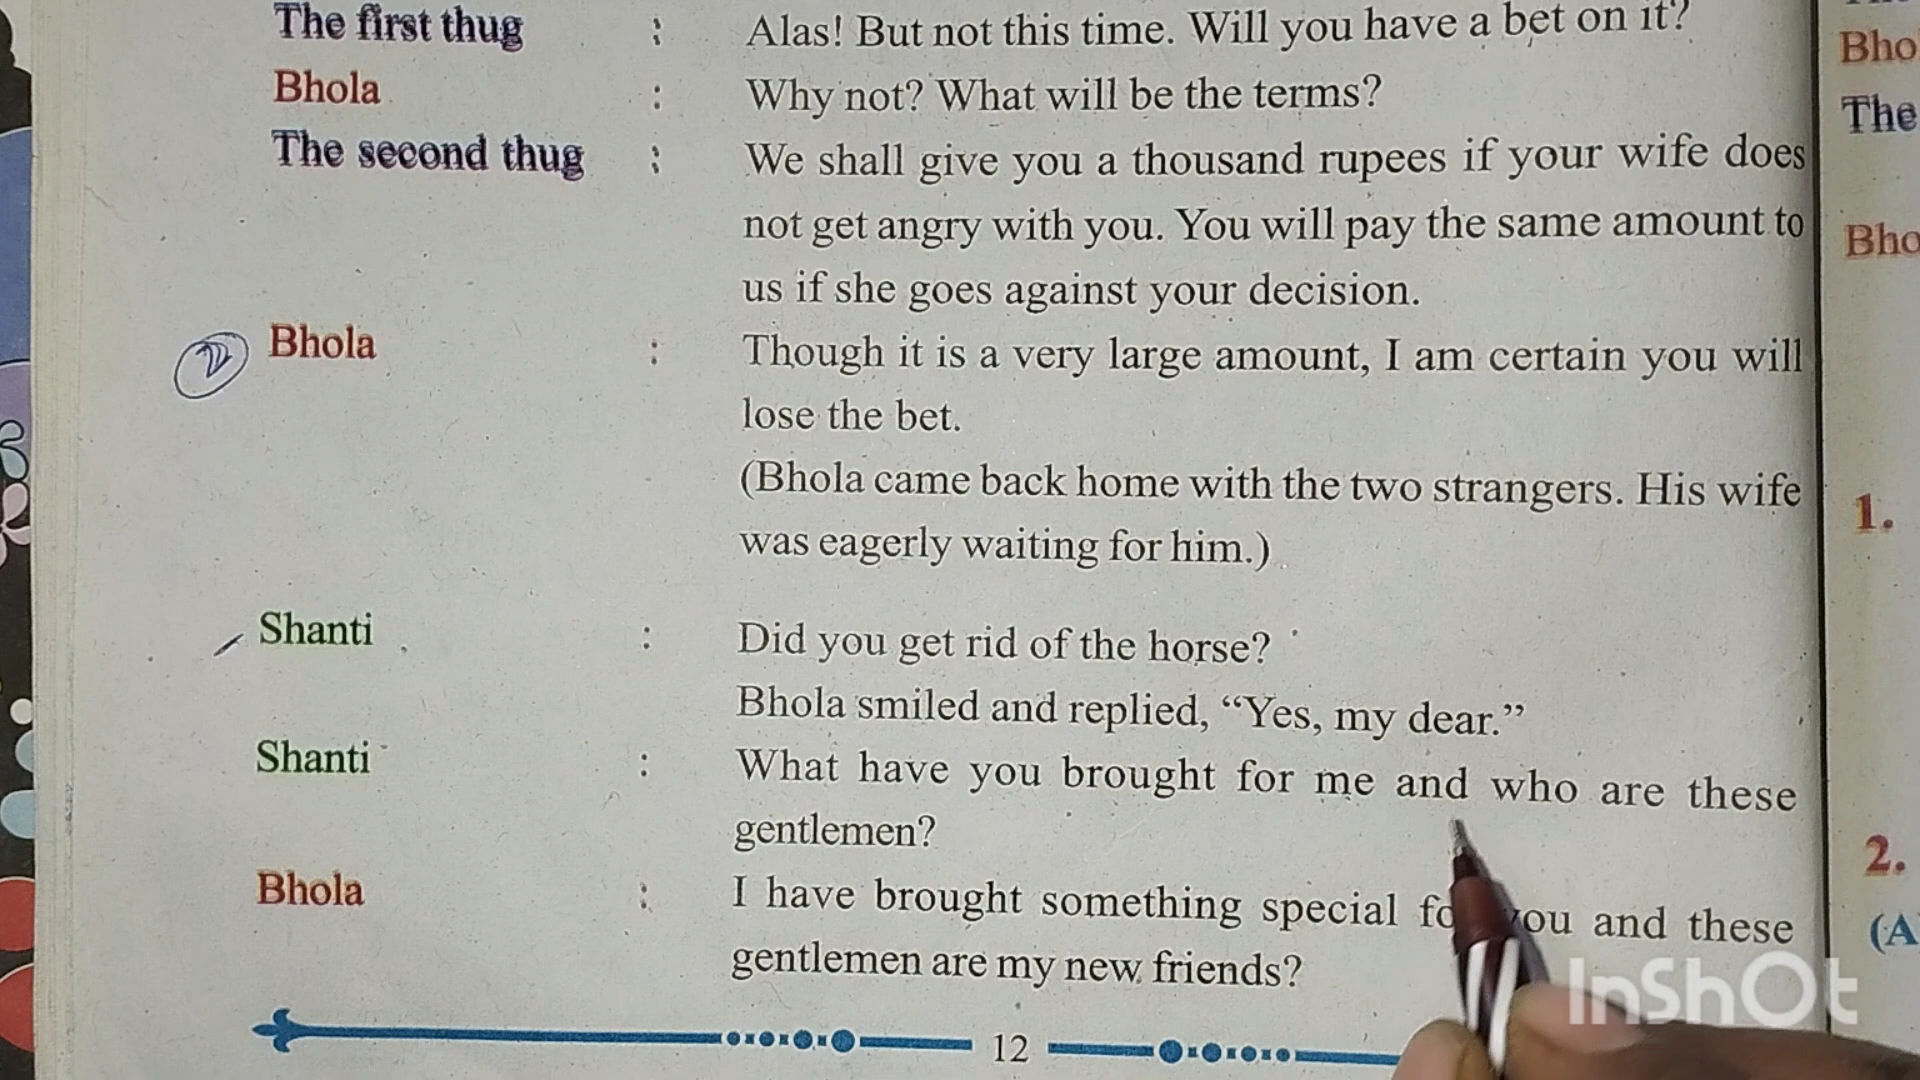 The first thug : Alas! But not this time. Will you have a bet on it?
Bhola : Why not? What will be the terms?
The second thug : We shall give you a thousand rupees if your wife does
not get angry with you. You will pay the same amount to
us if she goes against your decision.
Bhola : Though it is a very large amount, I am certain you will
lose the bet.
(Bhola came back home with the two strangers. His wife
was eagerly waiting for him.)
Shanti : Did you get rid of the horse?
Bhola smiled and replied, “Yes, my dear.”
Shanti : What have you brought for me and who are these
gentlemen?
Bhola : I have brought something special you and these
gentlemen are my new friends?
12
Bho
The
Bho
1.
2.
(A
InShOt